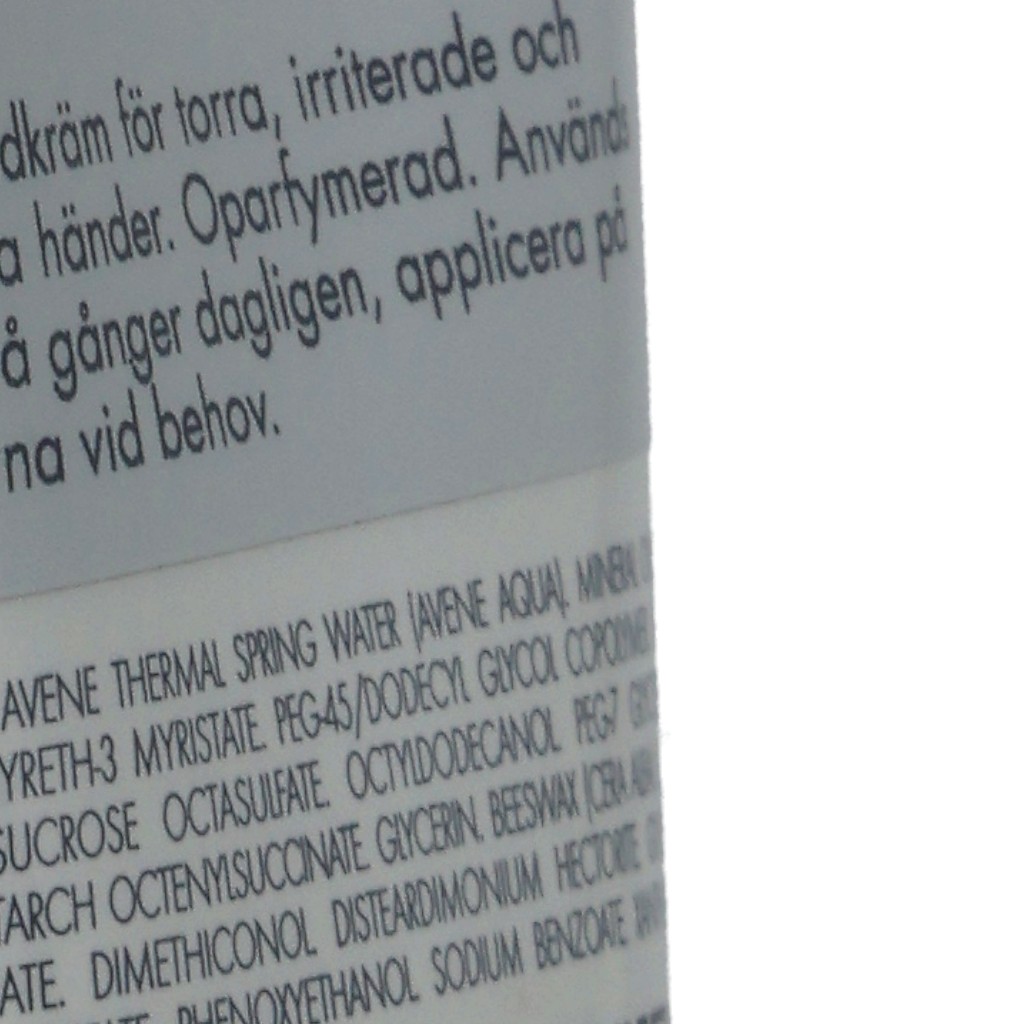 dkräm för torra, irriterade och
a händer. Oparfymerad. Används
å gånger dagligen, applicera på
na vid behov.
AVENE THERMAL SPRING WATER (AVENE AQUA). MINERAL
YRETH-3 MYRISTATE. PEG-45/DODECYL GLYCOL COPOLYMER
SUCROSE OCTASULFATE. OCTYLDODECANOL. PEG-7
TARCH OCTENYLSUCCINATE. GLYCERIN. BEESWAX (CERA ALBA
ATE. DIMETHICONOL. DISTEARDIMONIUM HECTORITE
PHENOXYETHANOL. SODIUM BENZOATE